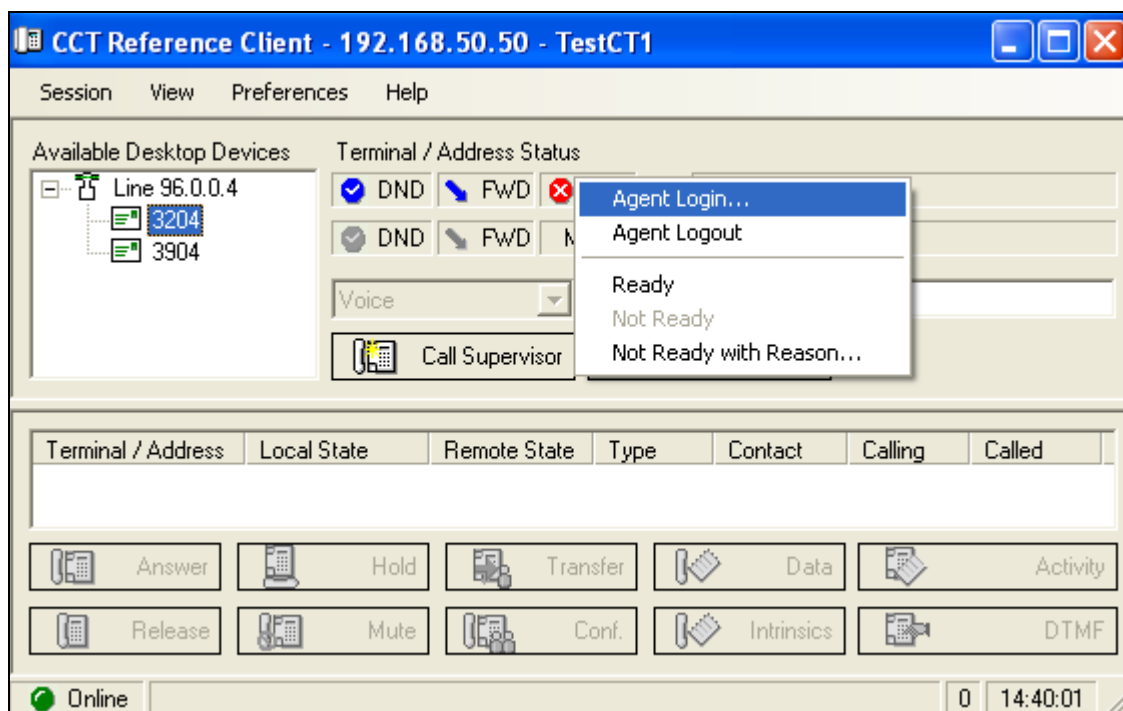 CCT Reference Client - 192.168.50.50 - TestCT1
Session View Preferences Help
Available Desktop Devices
Line 96.0.0.4
3204
3904
Terminal / Address Status
DND FWD
DND FWD
Voice
Call Supervisor
Agent Login...
Agent Logout
Ready
Not Ready
Not Ready with Reason...
Terminal / Address Local State Remote State Type Contact Calling Called
Answer Hold Transfer Data Activity
Release Mute Conf. Intrinsics DTMF
Online 0 14:40:01